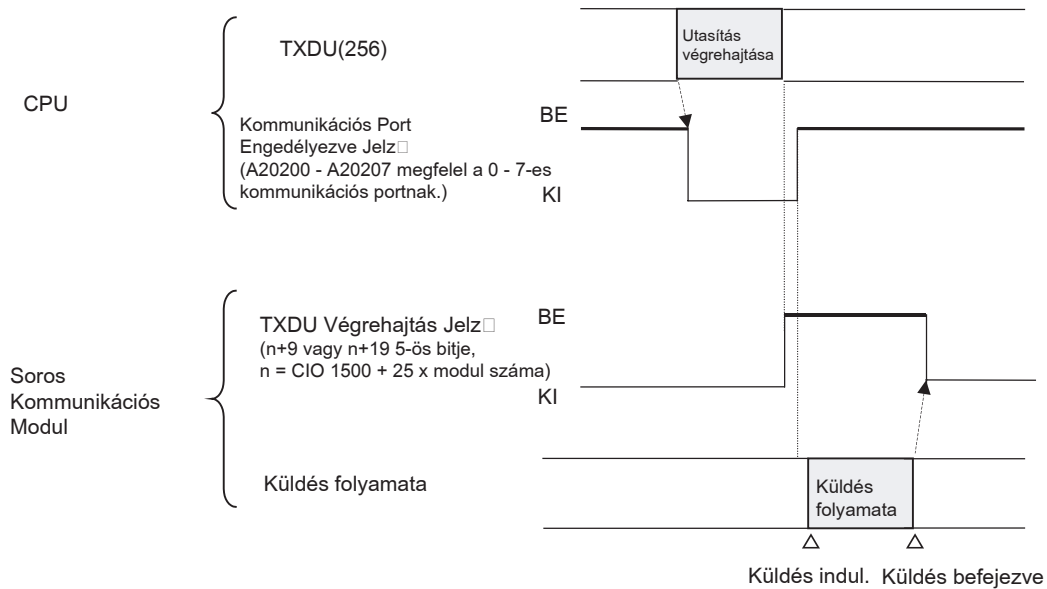 TXDU(256)
Utasítás
végrehajtása
CPU
BE
Kommunikációs Port
Engedélyezve Jelz□
(A20200 - A20207 megfelel a 0 - 7-es
kommunikációs portnak.)
KI
BE
TXDU Végrehajtás Jelz□
(n+9 vagy n+19 5-ös bitje,
n = CIO 1500 + 25 x modul száma)
KI
Soros
Kommunikációs
Modul
Küldés folyamata
Küldés
folyamata
Küldés indul. Küldés befejezve